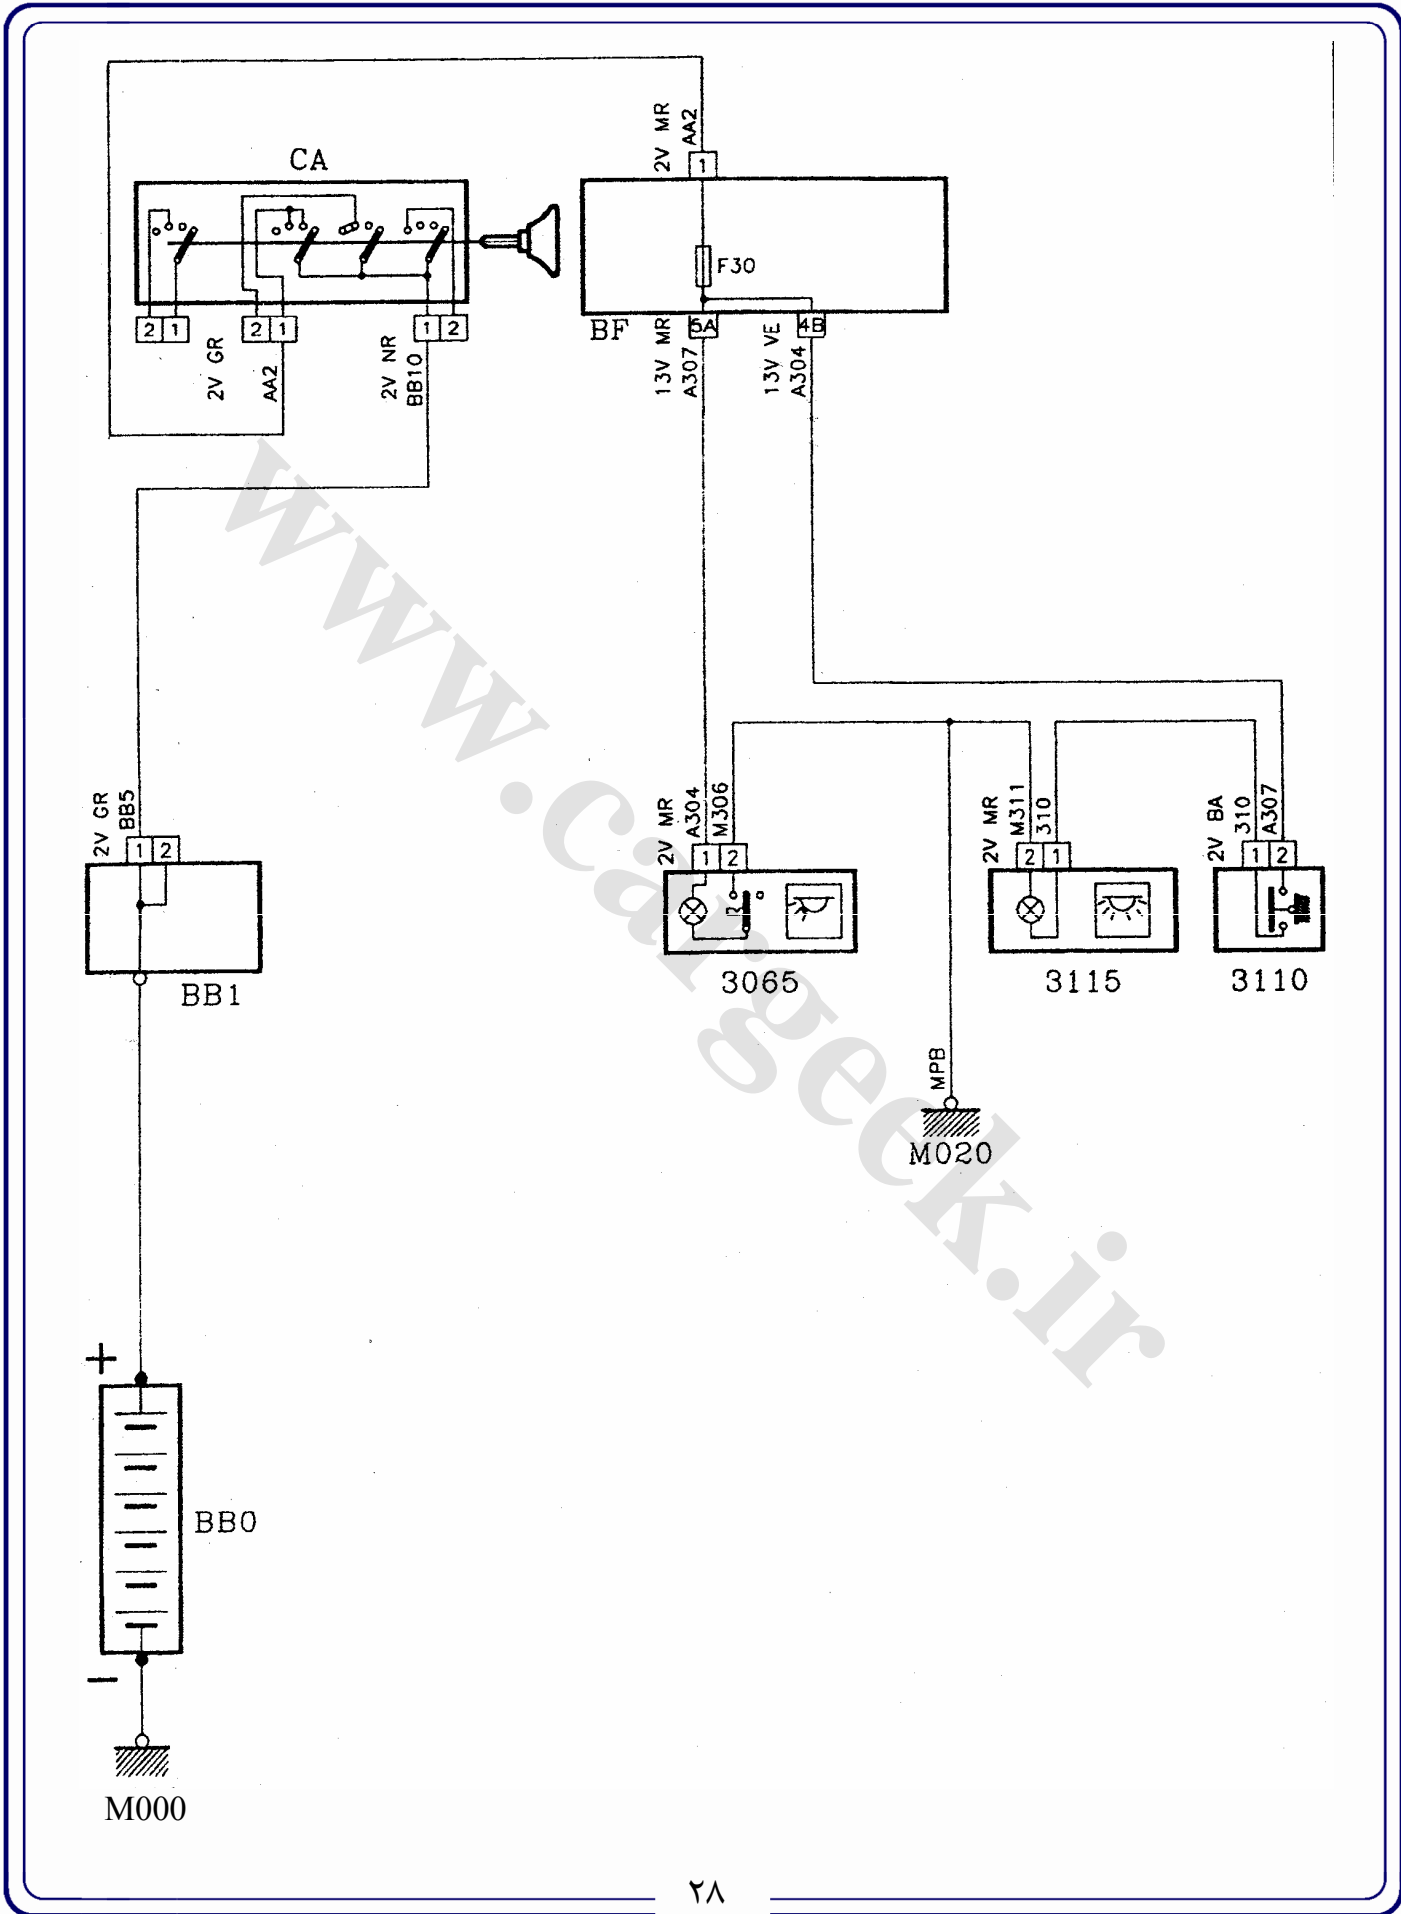 2V MR
AA2
1
CA
F30
2 1
2 1
1 2
BF
5A
4B
2V GR
AA2
2V NR
BB10
13V MR
A307
13V VE
A304
www.cargeek.ir
2V GR
BB5
1 2
BB1
2V MR
A304
M306
1 2
3065
2V MR
M311
310
2 1
3115
2V BA
310
A307
1 2
3110
MPB
M020
+
BB0
−
M000
۲۸